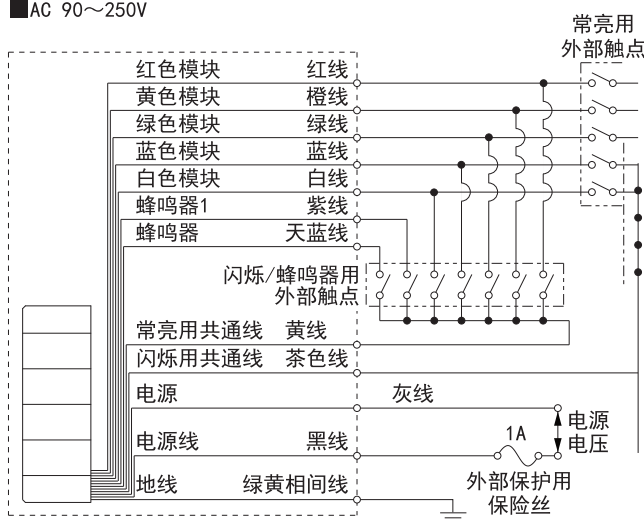 ■AC 90～250V
常亮用
外部触点
红色模块 红线
黄色模块 橙线
绿色模块 绿线
蓝色模块 蓝线
白色模块 白线
蜂鸣器1 紫线
蜂鸣器 天蓝线
闪烁/蜂鸣器用
外部触点
常亮用共通线 黄线
闪烁用共通线 茶色线
电源 灰线
电源
电压
1A
电源线 黑线
外部保护用
保险丝
地线 绿黄相间线